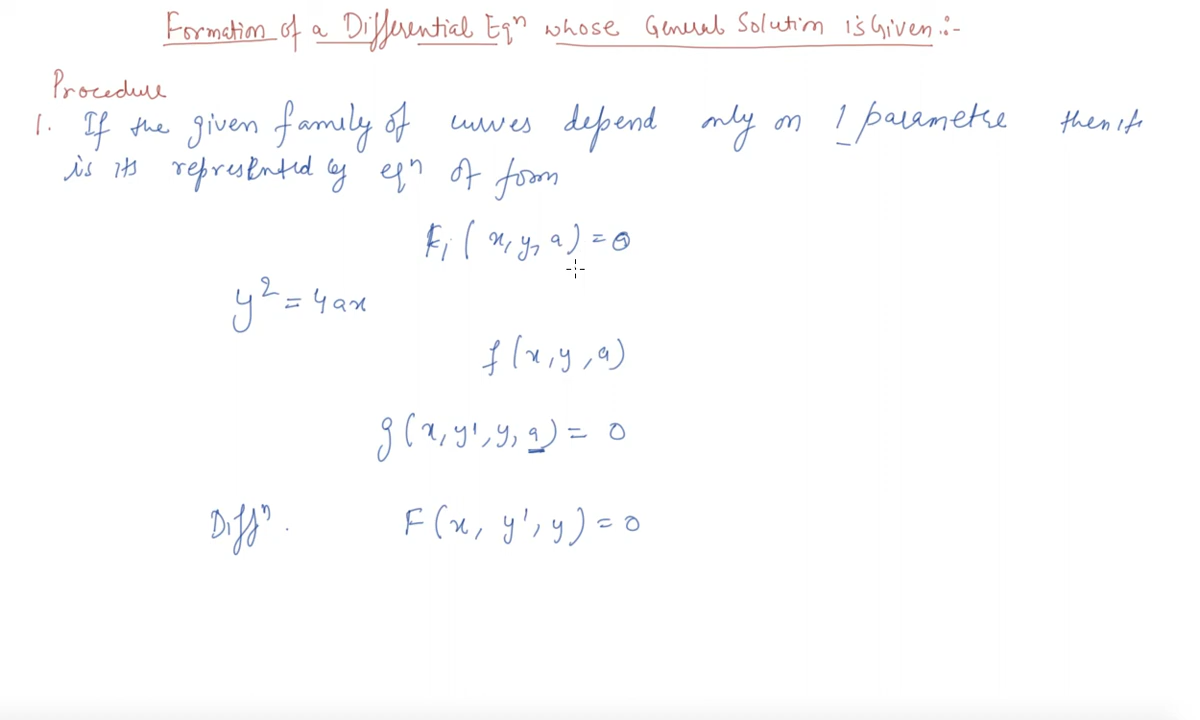 Formation of a Differential Eqⁿ whose General Solution is Given :-
Procedure
1. If the given family of curves depend only on 1 parametre then it
is its represented by eqⁿ of form
F₁ ( x, y, a ) = 0
y² = 4ax
f (x, y, a)
g (x, y', y, a) = 0
Diffⁿ. F (x, y', y) = 0